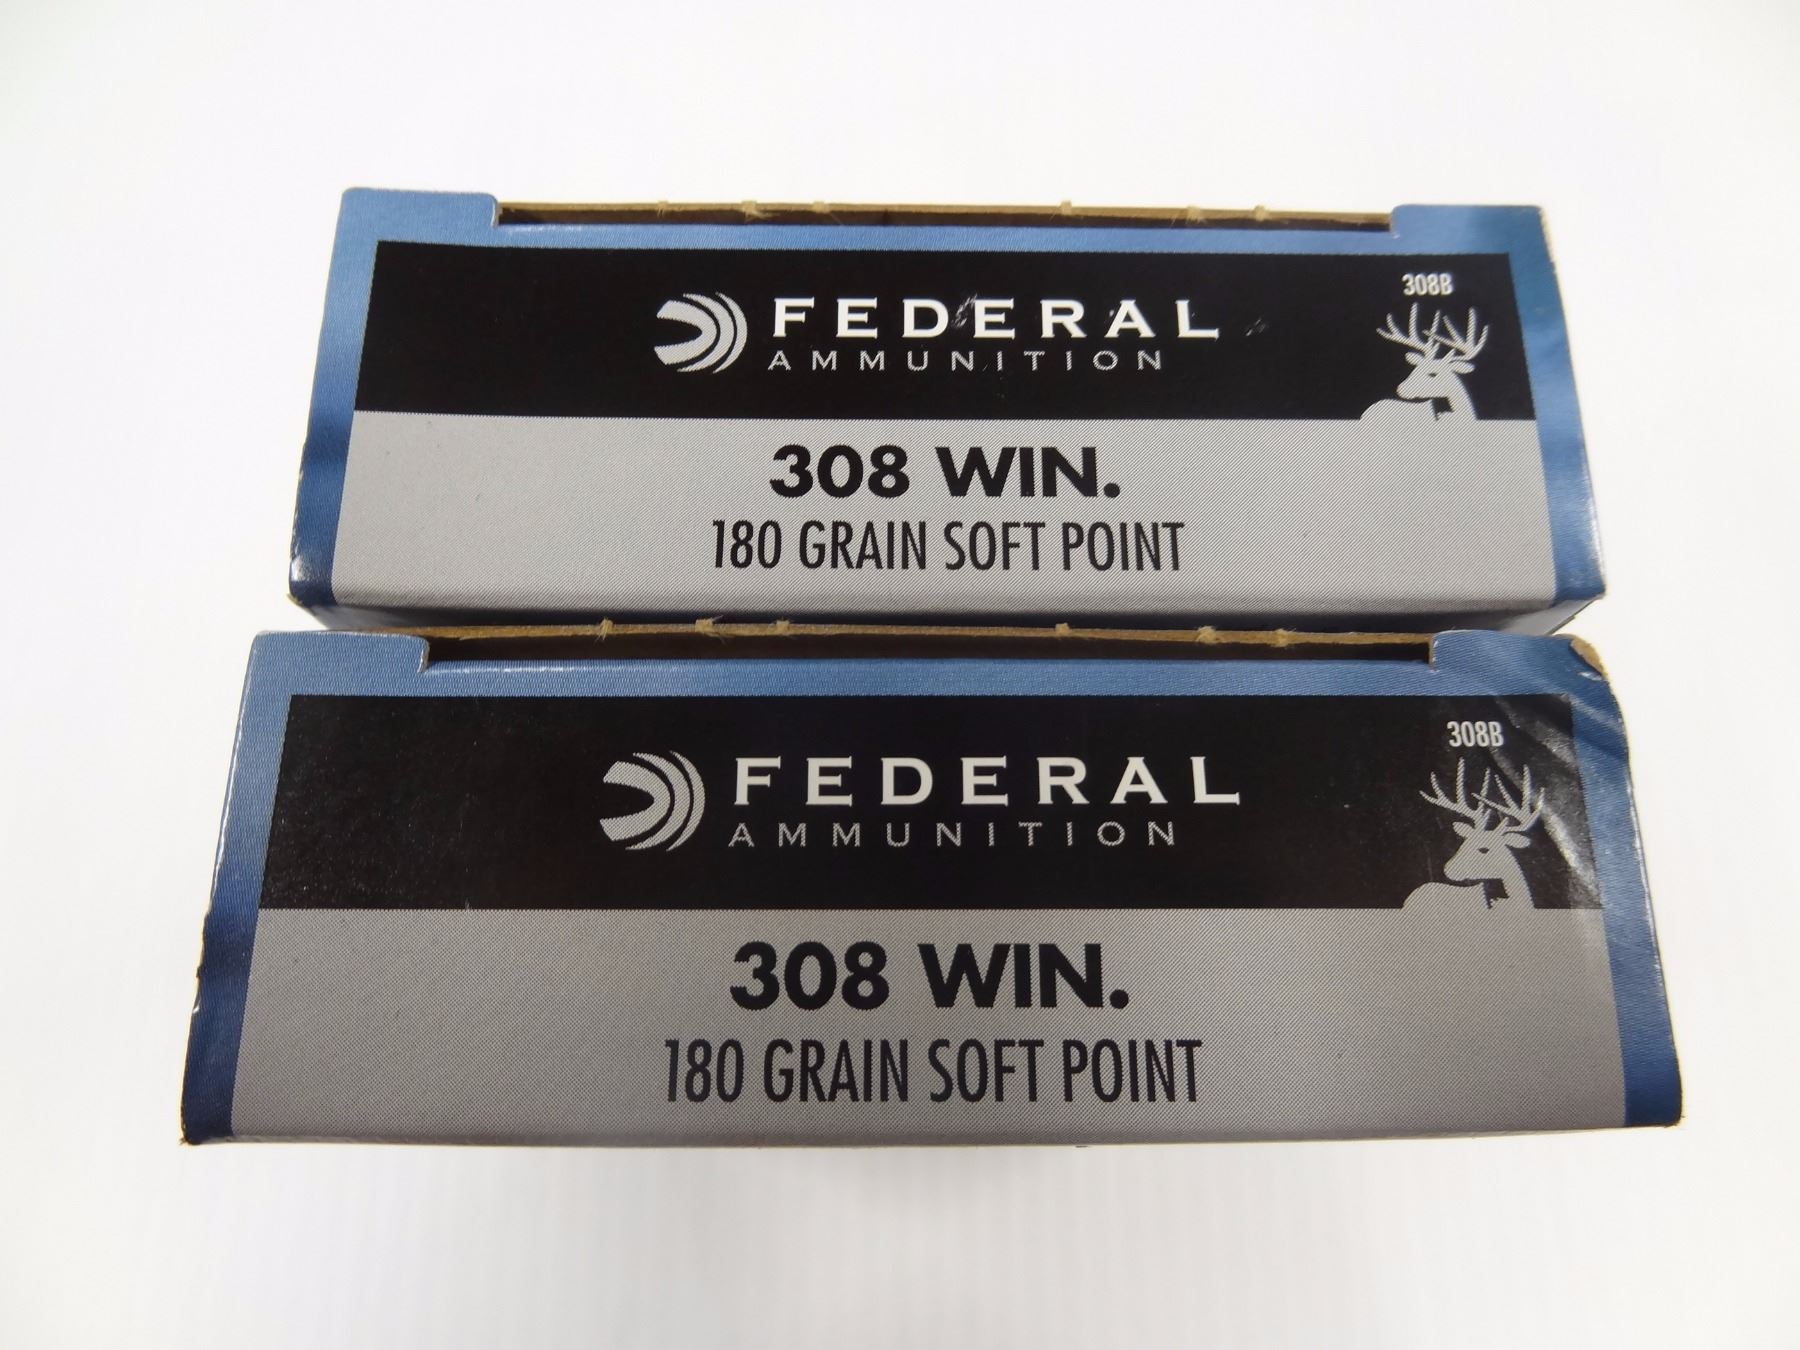 308B
FEDERAL
AMMUNITION
308 WIN.
180 GRAIN SOFT POINT
308B
FEDERAL
AMMUNITION
308 WIN.
180 GRAIN SOFT POINT